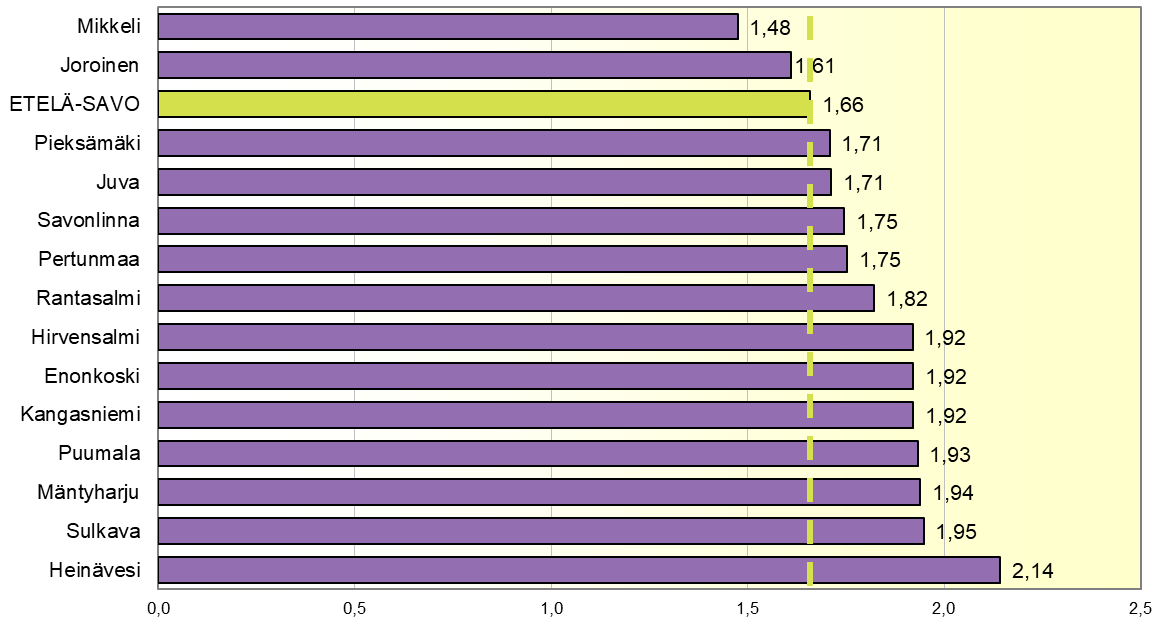 Mikkeli 1,48
Joroinen 1,61
ETELÄ-SAVO 1,66
Pieksämäki 1,71
Juva 1,71
Savonlinna 1,75
Pertunmaa 1,75
Rantasalmi 1,82
Hirvensalmi 1,92
Enonkoski 1,92
Kangasniemi 1,92
Puumala 1,93
Mäntyharju 1,94
Sulkava 1,95
Heinävesi 2,14
0,0 0,5 1,0 1,5 2,0 2,5